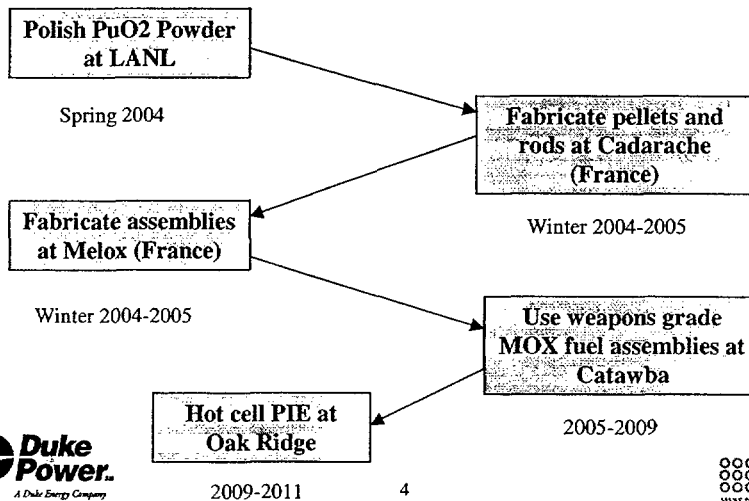 Polish PuO2 Powder
at LANL
Spring 2004
Fabricate pellets and
rods at Cadarache
(France)
Winter 2004-2005
Fabricate assemblies
at Melox (France)
Winter 2004-2005
Use weapons grade
MOX fuel assemblies at
Catawba
2005-2009
Hot cell PIE at
Oak Ridge
2009-2011
Duke
Power
A Duke Energy Company
4